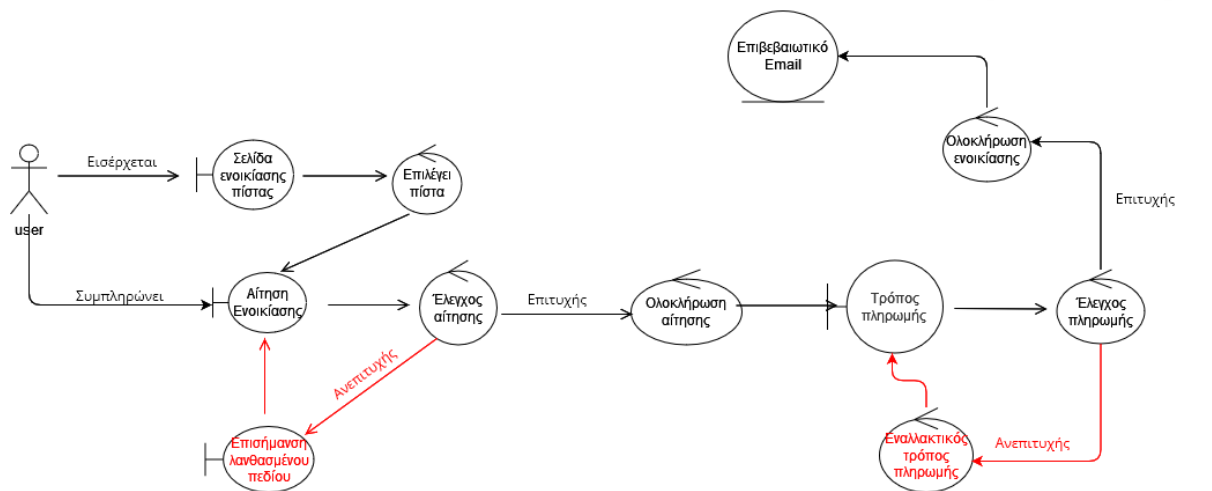 Επιβεβαιωτικό
Email
Ολοκλήρωση
ενοικίασης
Εισέρχεται
Σελίδα
ενοικίασης
πίστας
Επιλέγει
πίστα
Επιτυχής
user
Συμπληρώνει
Αίτηση
Ενοικίασης
Έλεγχος
αίτησης
Επιτυχής
Ολοκλήρωση
αίτησης
Τρόπος
πληρωμής
Έλεγχος
πληρωμής
Ανεπιτυχής
Επισήμανση
λανθασμένου
πεδίου
Εναλλακτικός
τρόπος
πληρωμής
Ανεπιτυχής